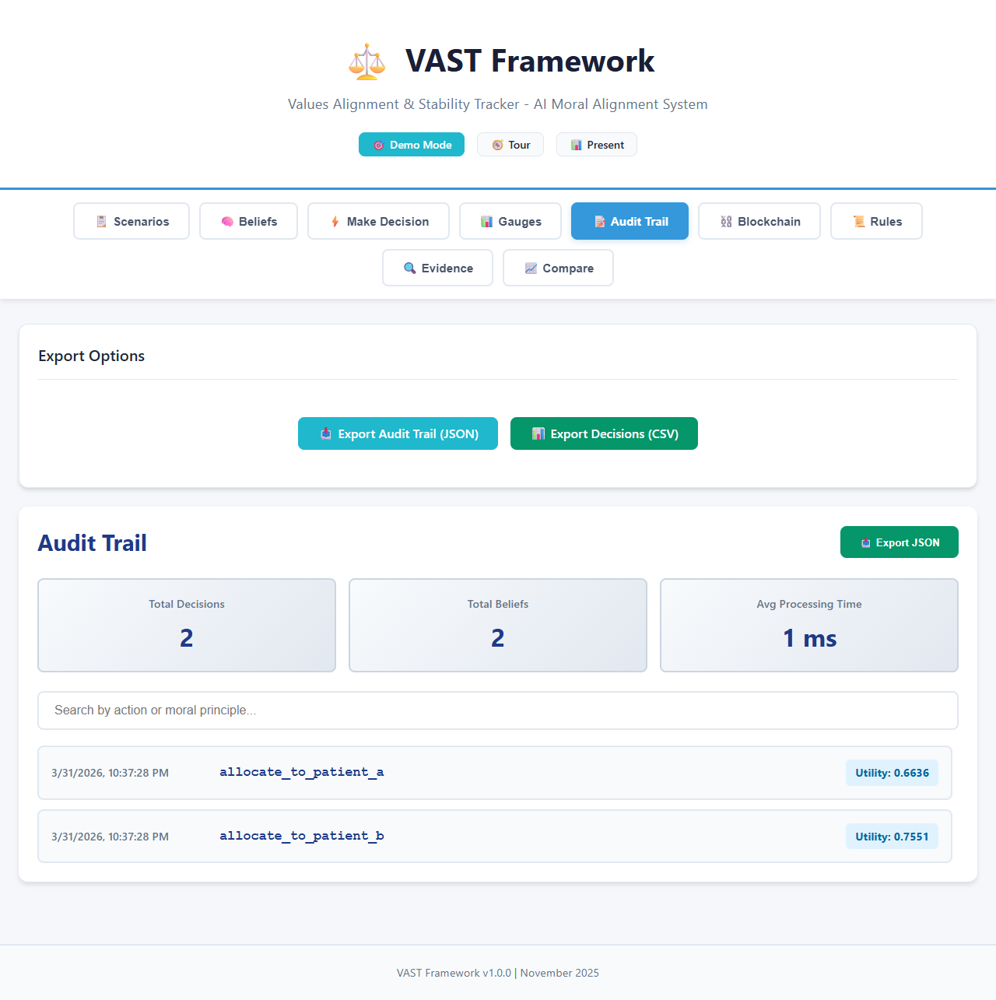 VAST Framework
Values Alignment & Stability Tracker - AI Moral Alignment System
Demo Mode
Tour
Present
Scenarios
Beliefs
Make Decision
Gauges
Audit Trail
Blockchain
Rules
Evidence
Compare
Export Options
Export Audit Trail (JSON)
Export Decisions (CSV)
Audit Trail
Export JSON
Total Decisions
2
Total Beliefs
2
Avg Processing Time
1 ms
Search by action or moral principle...
3/31/2026, 10:37:28 PM
allocate_to_patient_a
Utility: 0.6636
3/31/2026, 10:37:28 PM
allocate_to_patient_b
Utility: 0.7551
VAST Framework v1.0.0 | November 2025